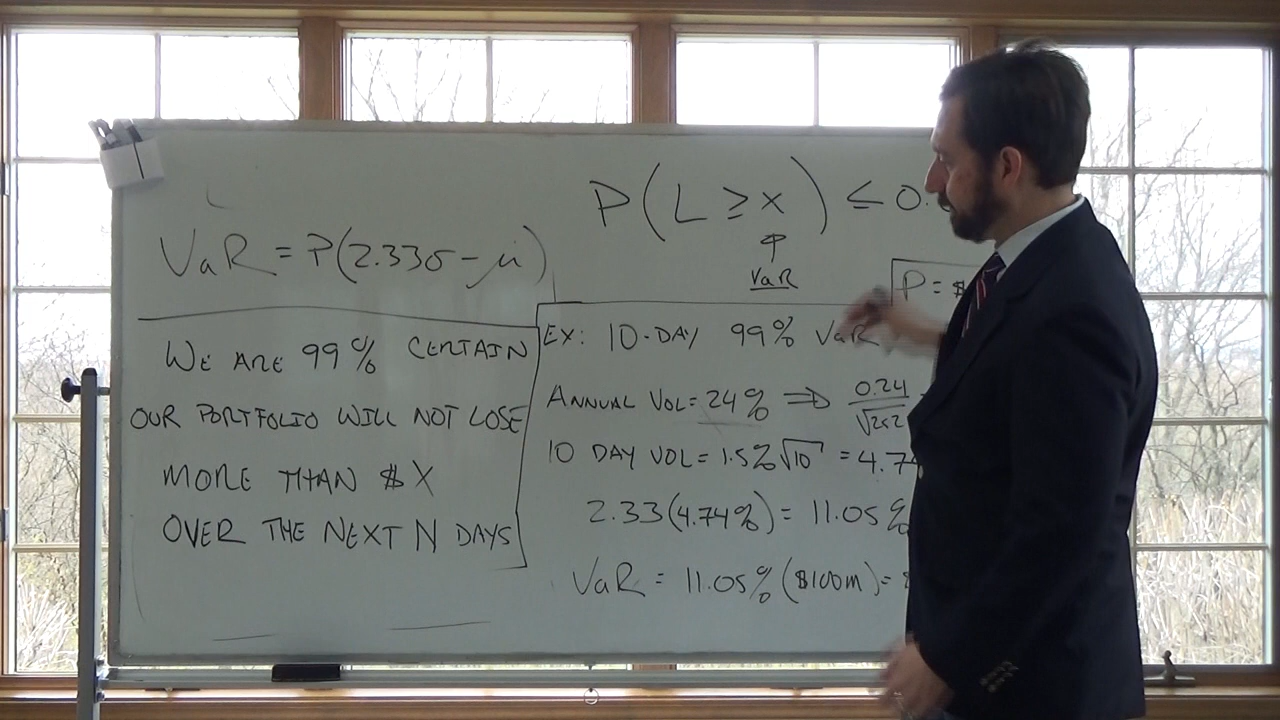 P(L ≥ x) ≤ 0.
VaR
VaR = P(2.33σ - μ)
P = $
WE ARE 99% CERTAIN
OUR PORTFOLIO WILL NOT LOSE
MORE THAN $X
OVER THE NEXT N DAYS
EX: 10-DAY 99% VaR
ANNUAL VOL = 24% ⇒ 0.24/√252
10 DAY VOL = 1.5%√10 = 4.74
2.33(4.74%) = 11.05%
VaR = 11.05% ($100m) =